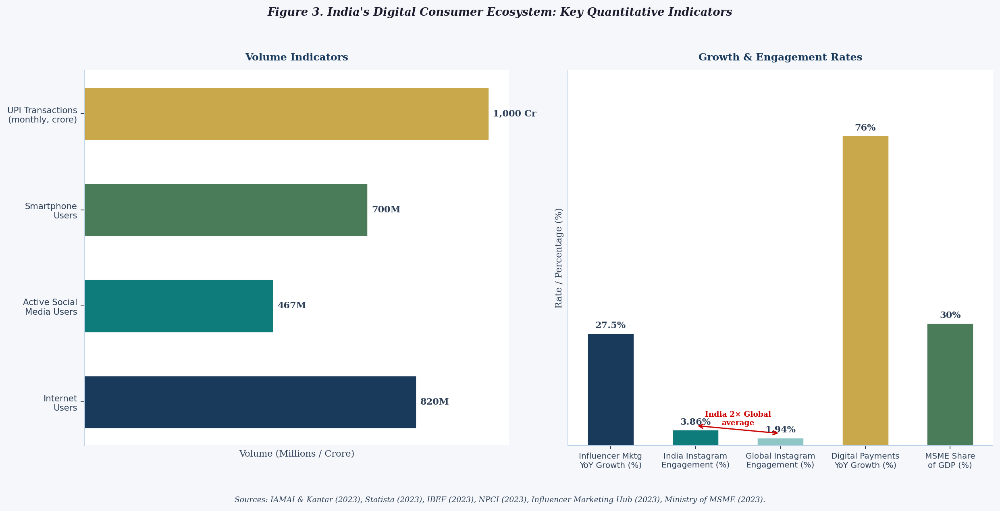 Figure 3. India's Digital Consumer Ecosystem: Key Quantitative Indicators
Volume Indicators
UPI Transactions
(monthly, crore)
1,000 Cr
Smartphone
Users
700M
Active Social
Media Users
467M
Internet
Users
820M
Volume (Millions / Crore)
Growth & Engagement Rates
Rate / Percentage (%)
27.5%
3.86%
India 2× Global
average
1.94%
76%
30%
Influencer Mktg
YoY Growth (%)
India Instagram
Engagement (%)
Global Instagram
Engagement (%)
Digital Payments
YoY Growth (%)
MSME Share
of GDP (%)
Sources: IAMAI & Kantar (2023), Statista (2023), IBEF (2023), NPCI (2023), Influencer Marketing Hub (2023), Ministry of MSME (2023).